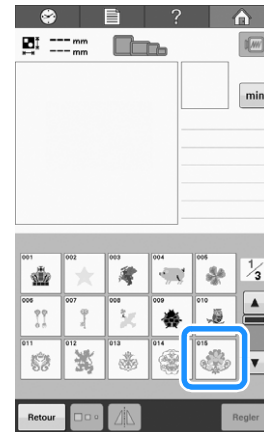 ?
--- mm
--- mm
min
001 002 003 004 005
1/3
006 007 008 009 010
011 012 013 014 015
Retour
Regler